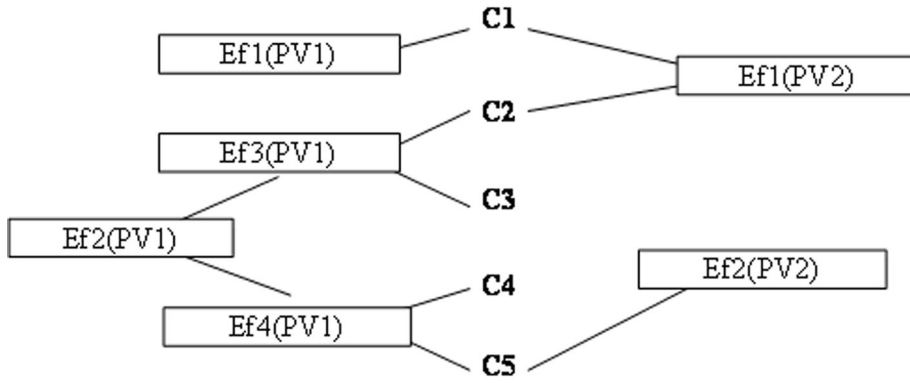 C1
Ef1(PV1)
Ef1(PV2)
C2
Ef3(PV1)
C3
Ef2(PV1)
Ef2(PV2)
C4
Ef4(PV1)
C5